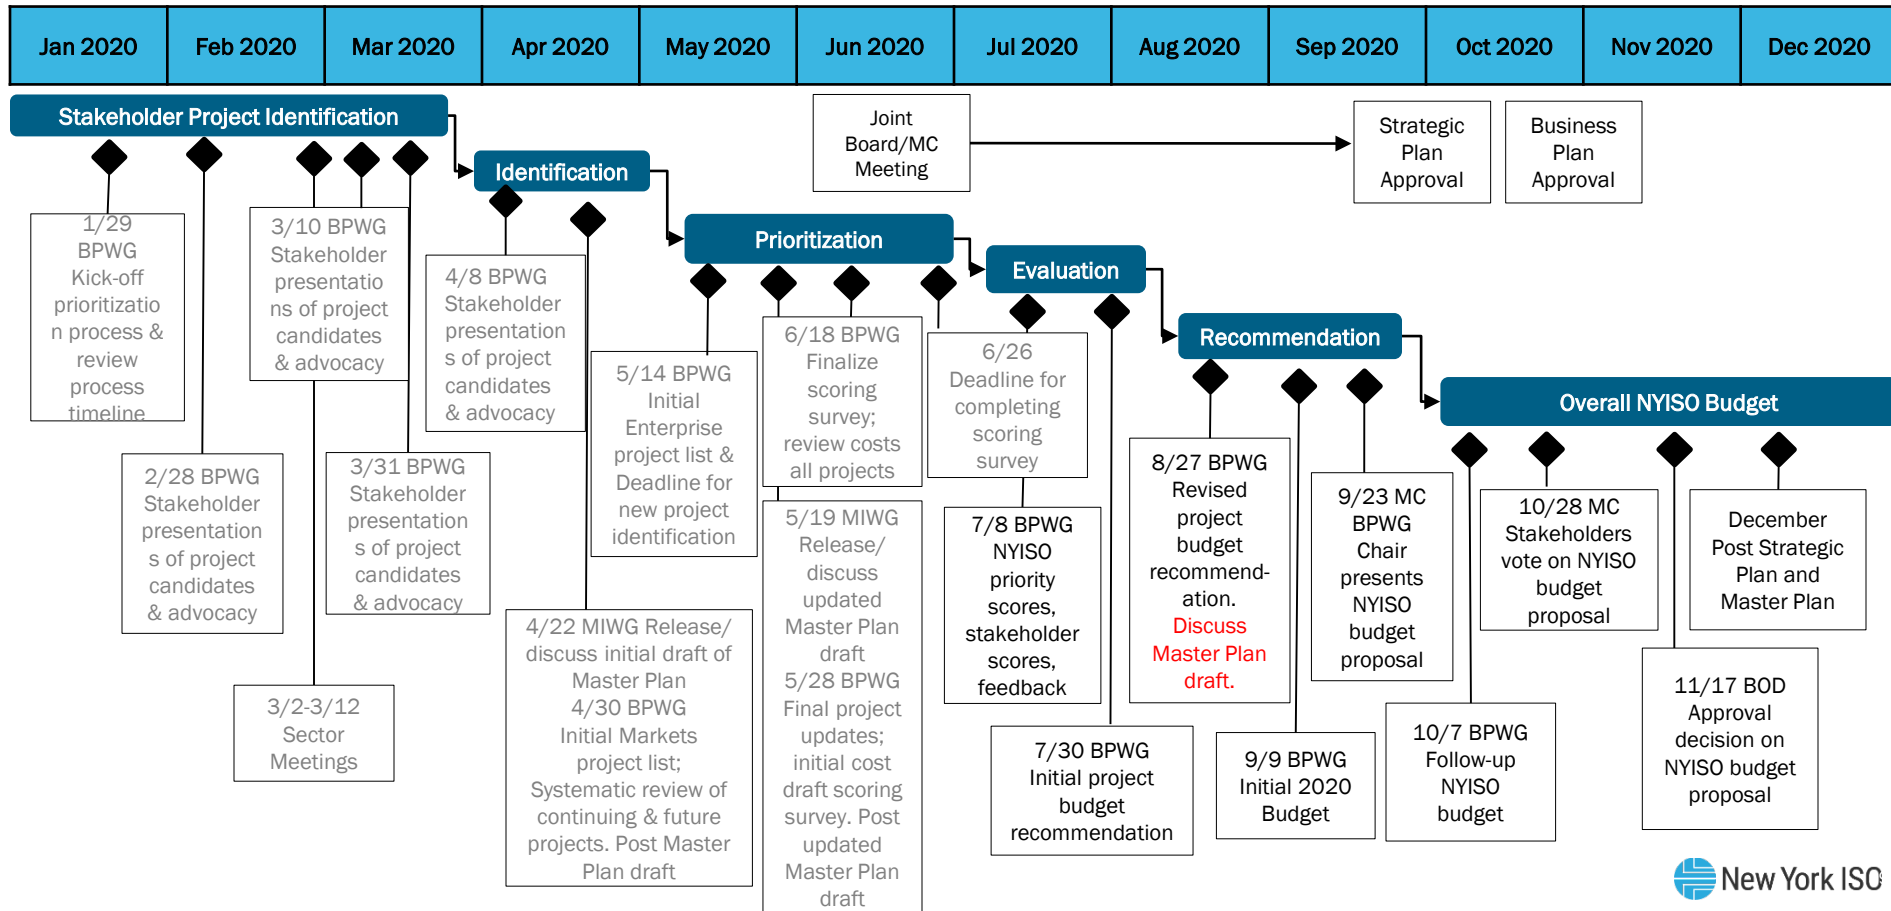 Jan 2020
Feb 2020
Mar 2020
Apr 2020
May 2020
Jun 2020
Jul 2020
Aug 2020
Sep 2020
Oct 2020
Nov 2020
Dec 2020
Stakeholder Project Identification
Identification
Prioritization
Evaluation
Recommendation
Overall NYISO Budget
Joint
Board/MC
Meeting
Strategic
Plan
Approval
Business
Plan
Approval
1/29
BPWG
Kick-off
prioritizatio
n process &
review
process
timeline
2/28 BPWG
Stakeholder
presentation
s of project
candidates
& advocacy
3/10 BPWG
Stakeholder
presentatio
ns of project
candidates
& advocacy
3/2-3/12
Sector
Meetings
3/31 BPWG
Stakeholder
presentation
s of project
candidates
& advocacy
4/8 BPWG
Stakeholder
presentation
s of project
candidates
& advocacy
4/22 MIWG Release/
discuss initial draft of
Master Plan
4/30 BPWG
Initial Markets
project list;
Systematic review of
continuing & future
projects. Post Master
Plan draft
5/14 BPWG
Initial
Enterprise
project list &
Deadline for
new project
identification
6/18 BPWG
Finalize
scoring
survey;
review costs
all projects
5/19 MIWG
Release/
discuss
updated
Master Plan
draft
5/28 BPWG
Final project
updates;
initial cost
draft scoring
survey. Post
updated
Master Plan
draft
6/26
Deadline for
completing
scoring
survey
7/8 BPWG
NYISO
priority
scores,
stakeholder
scores,
feedback
7/30 BPWG
Initial project
budget
recommendation
8/27 BPWG
Revised
project
budget
recommend-
ation.
Discuss
Master Plan
draft.
9/9 BPWG
Initial 2020
Budget
9/23 MC
BPWG
Chair
presents
NYISO
budget
proposal
10/7 BPWG
Follow-up
NYISO
budget
10/28 MC
Stakeholders
vote on NYISO
budget
proposal
11/17 BOD
Approval
decision on
NYISO budget
proposal
December
Post Strategic
Plan and
Master Plan
New York ISO